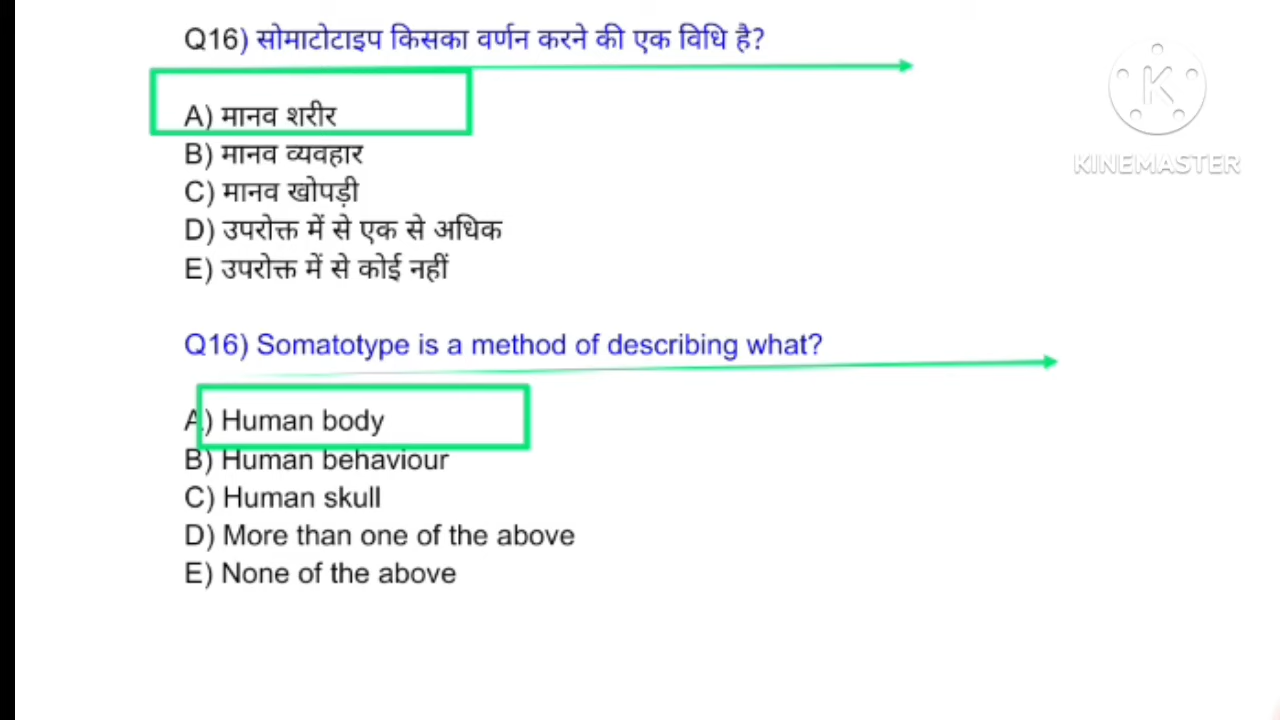 Q16) सोमाटोटाइप किसका वर्णन करने की एक विधि है?
A) मानव शरीर
B) मानव व्यवहार
C) मानव खोपड़ी
D) उपरोक्त में से एक से अधिक
E) उपरोक्त में से कोई नहीं
K
KINEMASTER
Q16) Somatotype is a method of describing what?
A) Human body
B) Human behaviour
C) Human skull
D) More than one of the above
E) None of the above